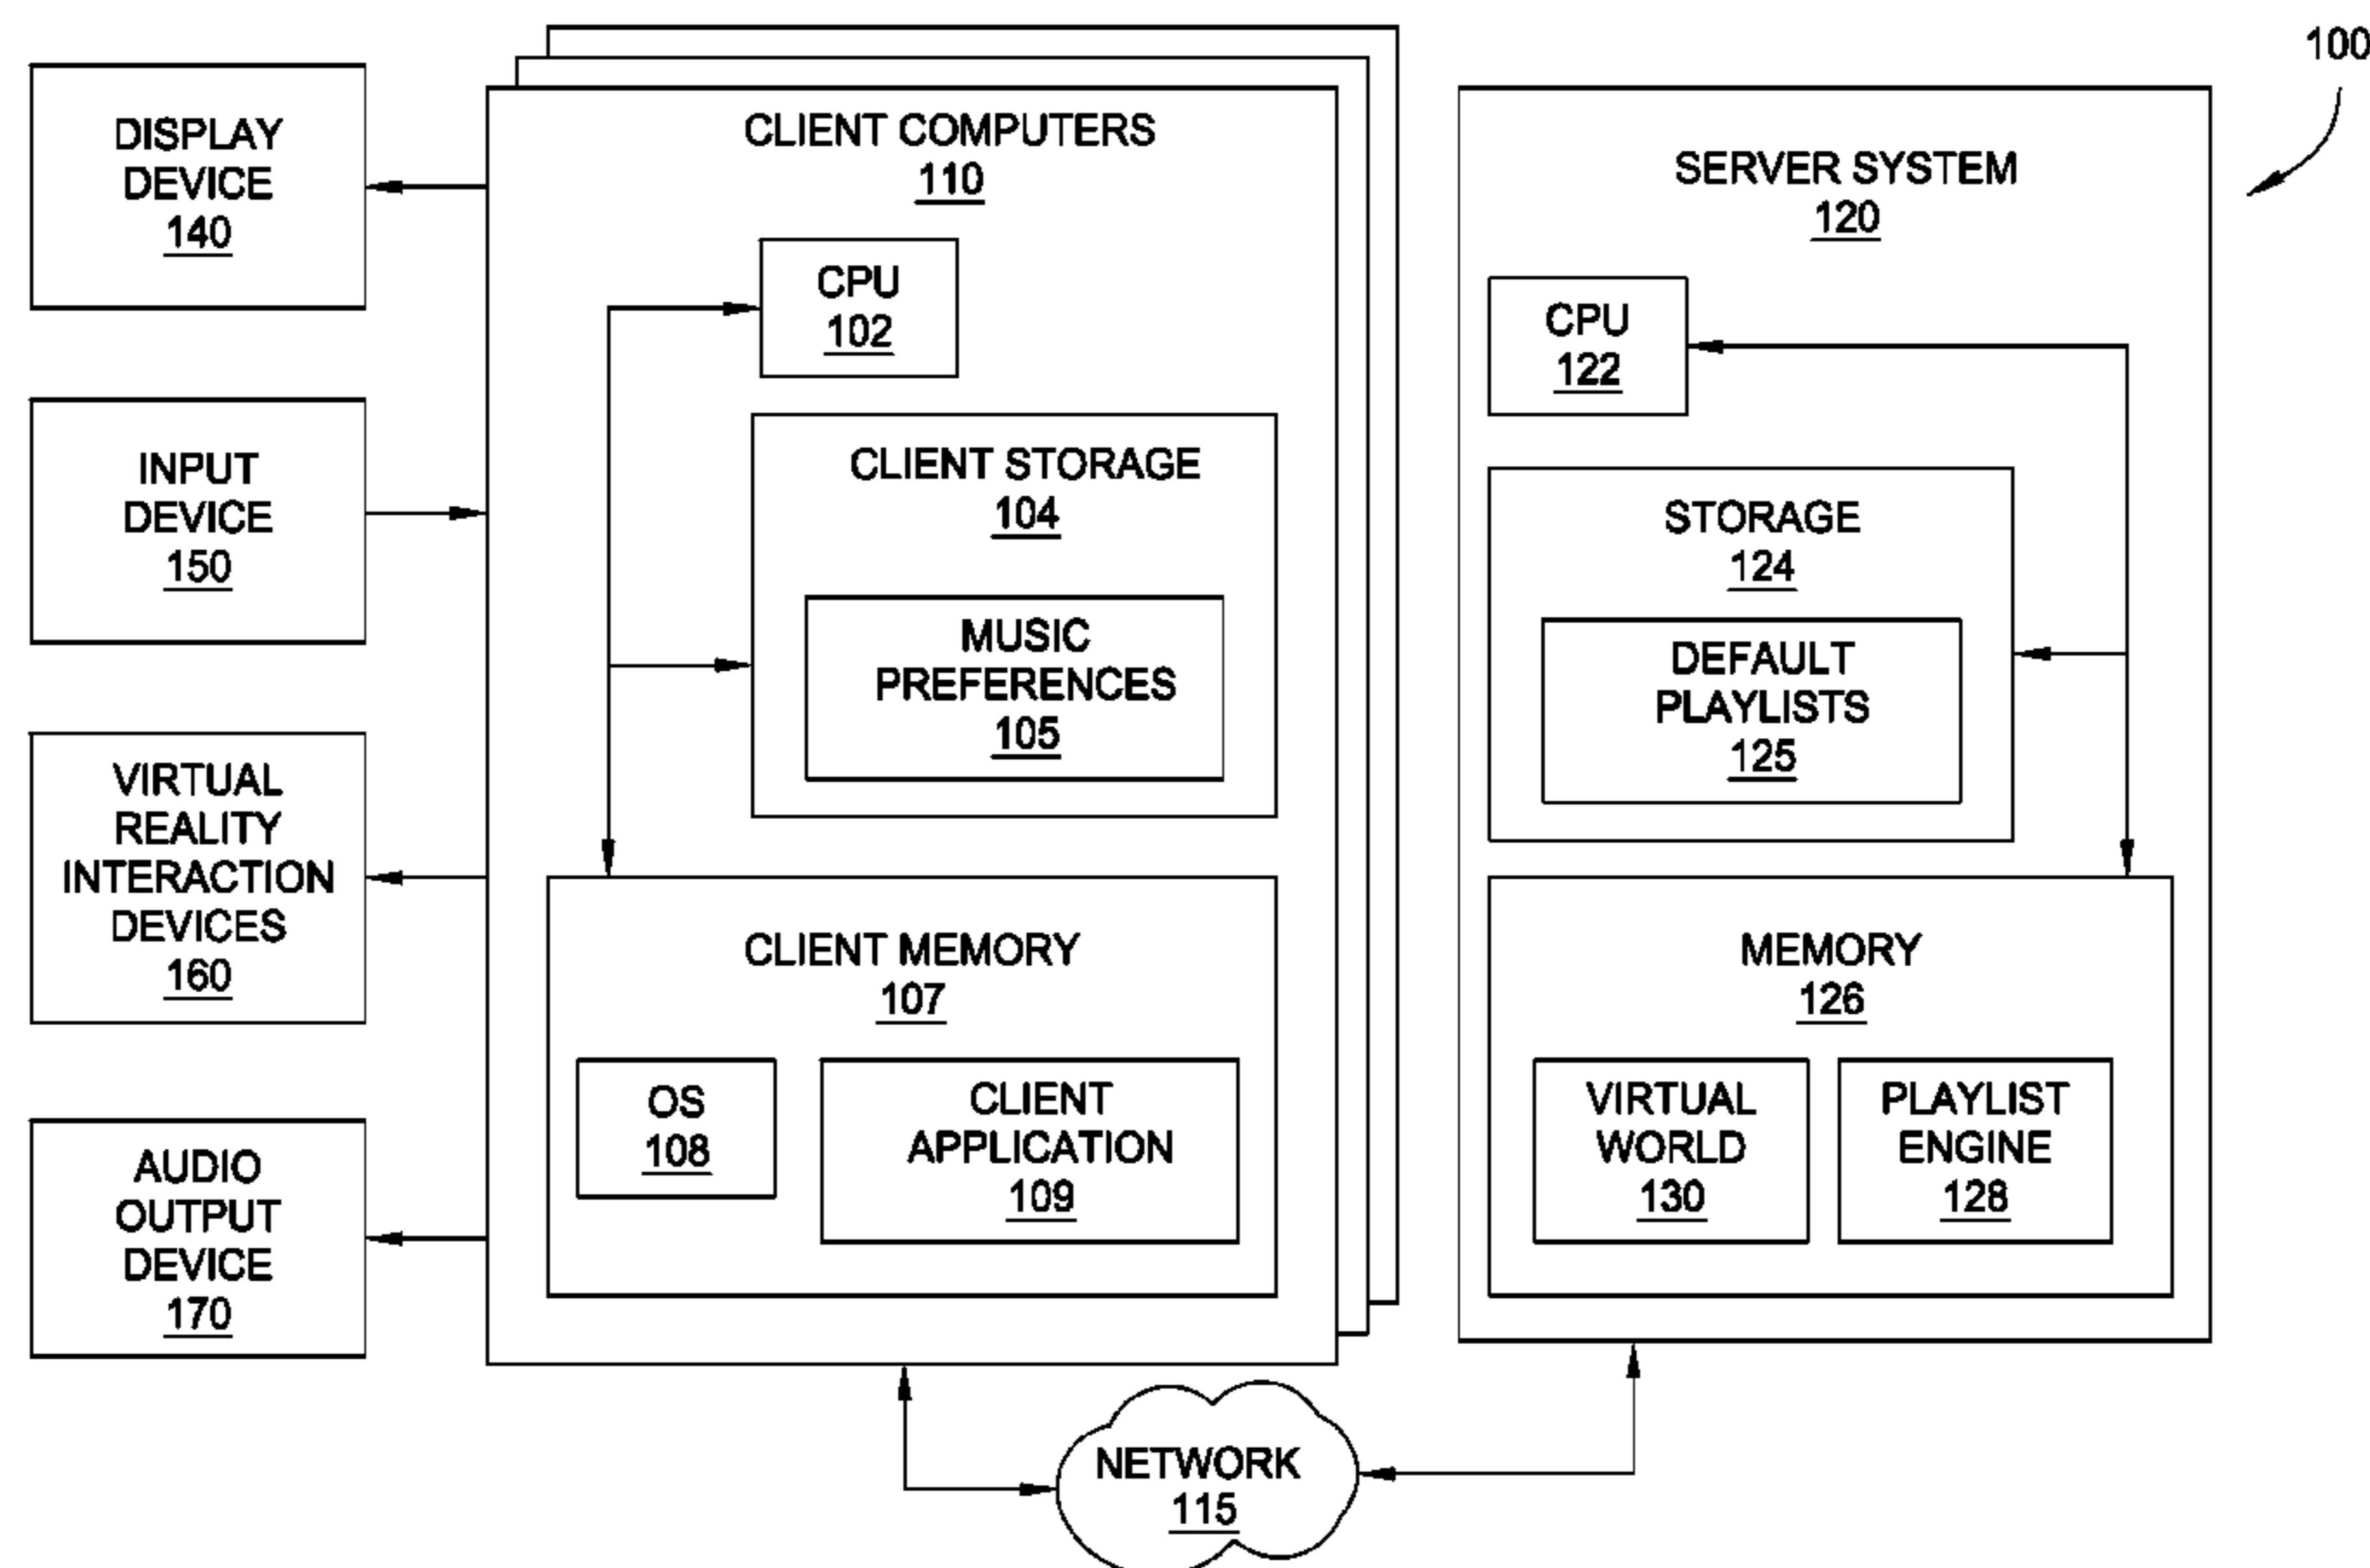 100
DISPLAY
DEVICE
140
INPUT
DEVICE
150
VIRTUAL
REALITY
INTERACTION
DEVICES
160
AUDIO
OUTPUT
DEVICE
170
CLIENT COMPUTERS
110
CPU
102
CLIENT STORAGE
104
MUSIC
PREFERENCES
105
CLIENT MEMORY
107
OS
108
CLIENT
APPLICATION
109
SERVER SYSTEM
120
CPU
122
STORAGE
124
DEFAULT
PLAYLISTS
125
MEMORY
126
VIRTUAL
WORLD
130
PLAYLIST
ENGINE
128
NETWORK
115